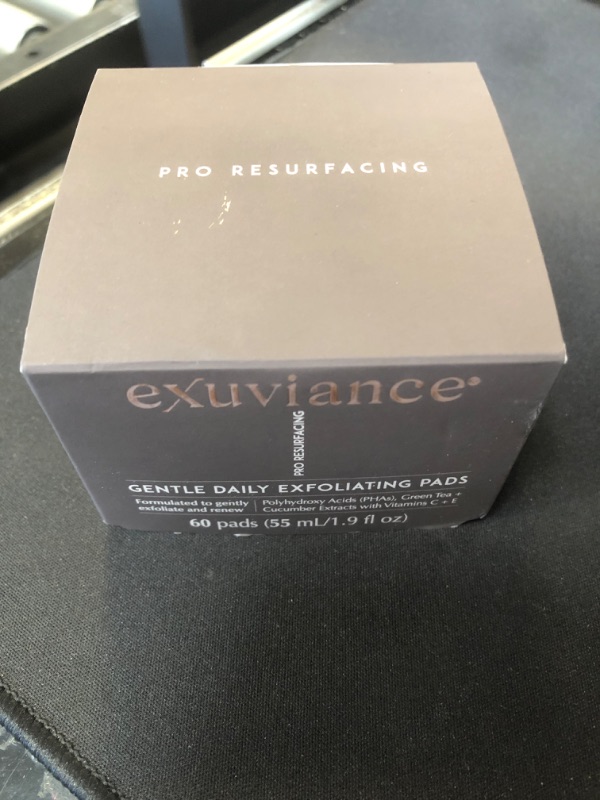 PRO RESURFACING
exuviance®
PRO RESURFACING
GENTLE DAILY EXFOLIATING PADS
Formulated to gently
exfoliate and renew
Polyhydroxy Acids (PHAs), Green Tea +
Cucumber Extracts with Vitamins C + E
60 pads (55 mL/1.9 fl oz)